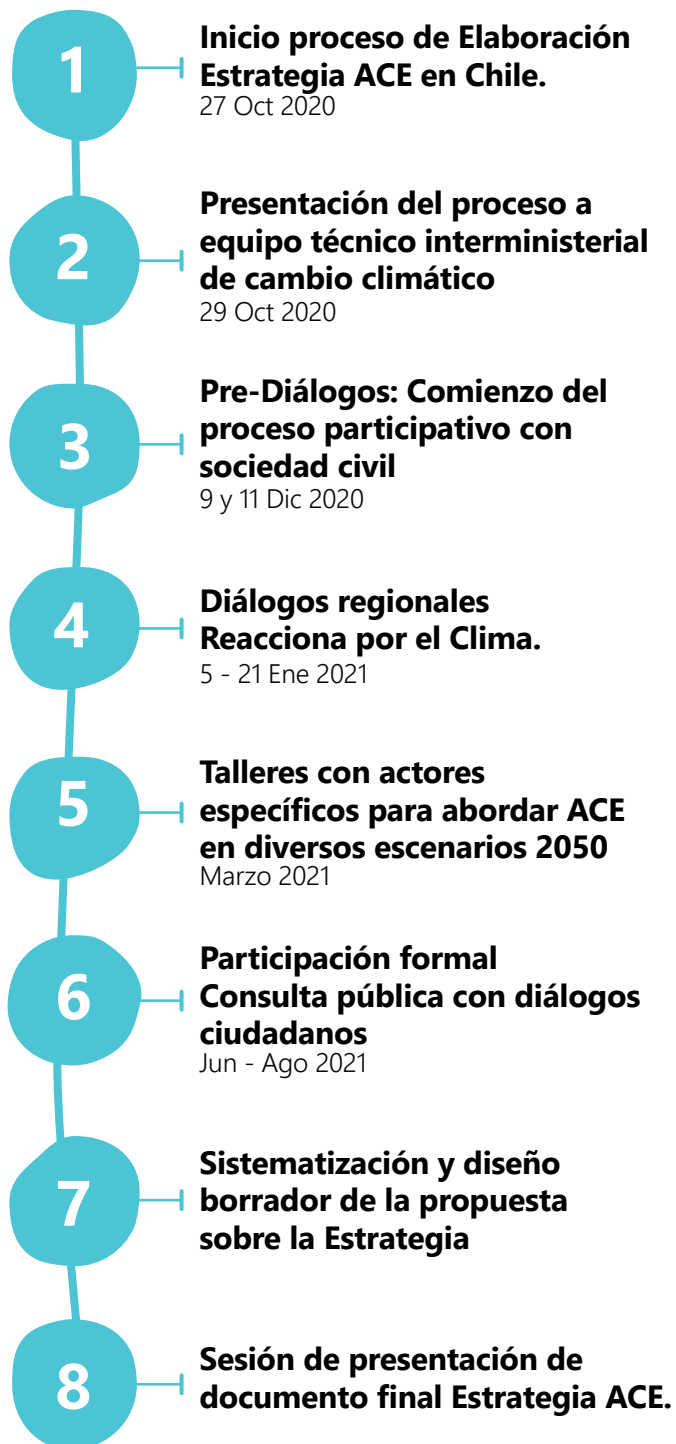 1
Inicio proceso de Elaboración
Estrategia ACE en Chile.
27 Oct 2020
2
Presentación del proceso a
equipo técnico interministerial
de cambio climático
29 Oct 2020
3
Pre-Diálogos: Comienzo del
proceso participativo con
sociedad civil
9 y 11 Dic 2020
4
Diálogos regionales
Reacciona por el Clima.
5 - 21 Ene 2021
5
Talleres con actores
específicos para abordar ACE
en diversos escenarios 2050
Marzo 2021
6
Participación formal
Consulta pública con diálogos
ciudadanos
Jun - Ago 2021
7
Sistematización y diseño
borrador de la propuesta
sobre la Estrategia
8
Sesión de presentación de
documento final Estrategia ACE.